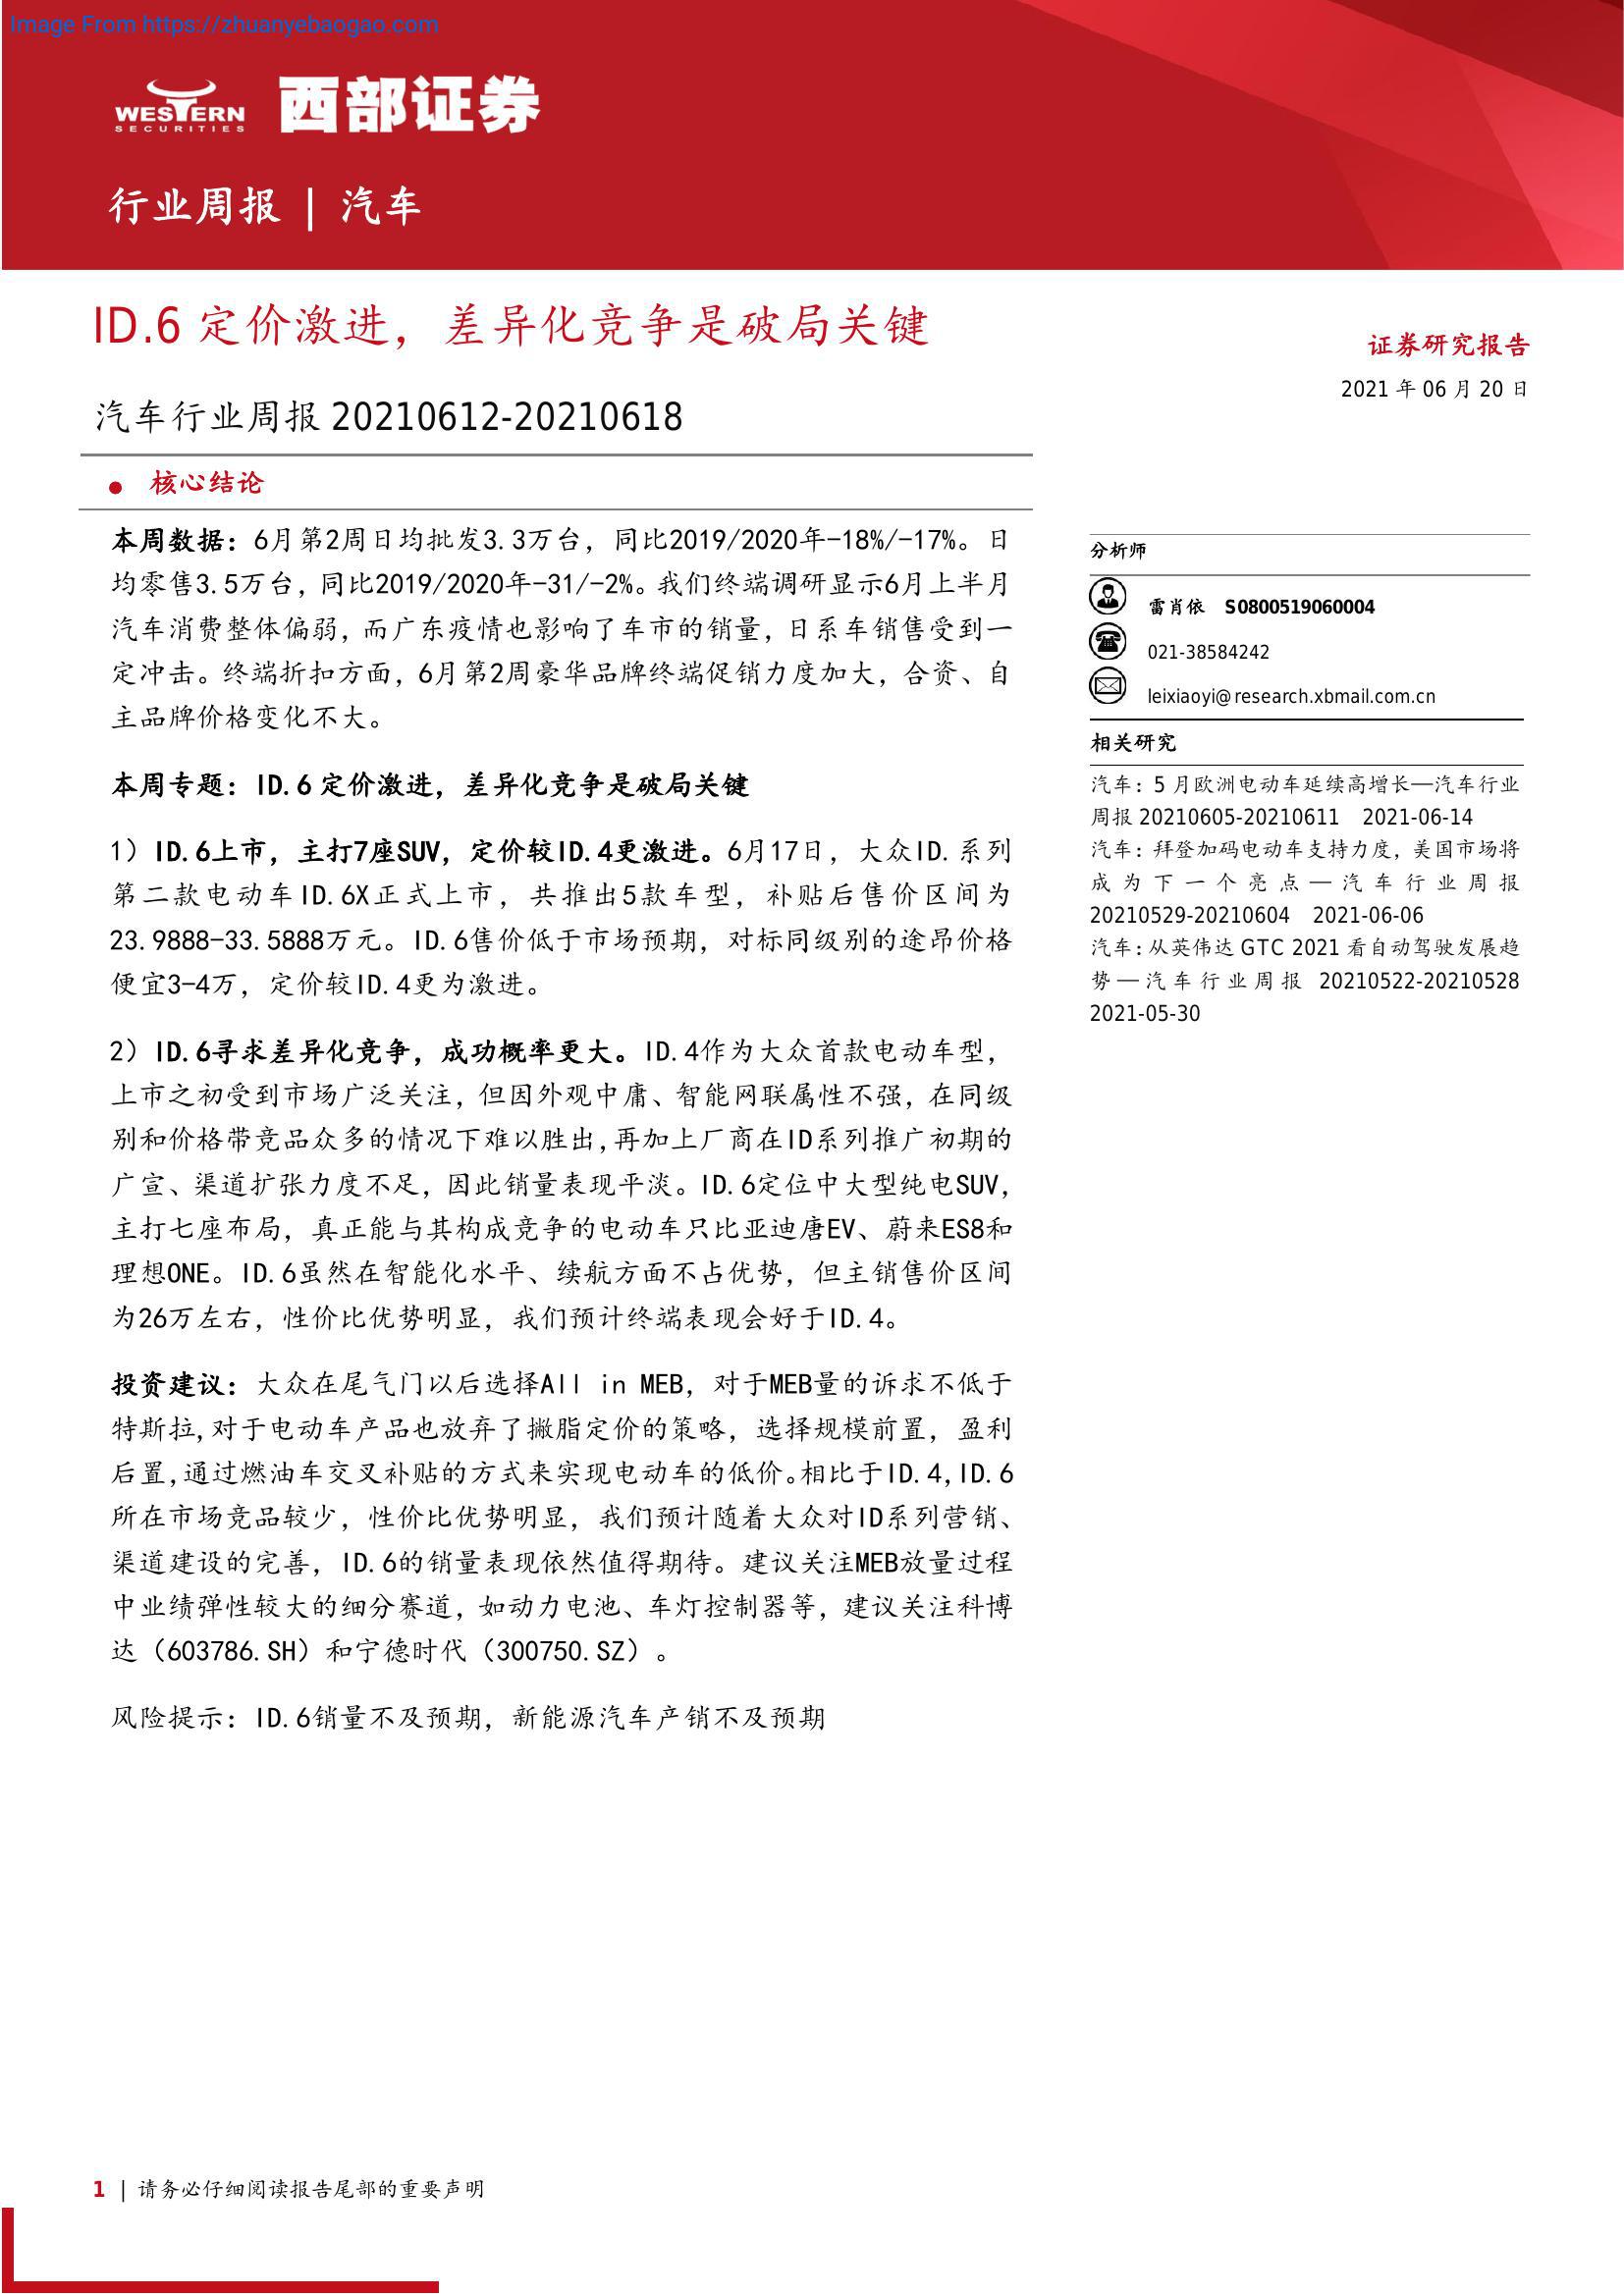 Image From https://zhuanyebaogao.com
WESTERN
SECURITIES
西部证券
行业周报 | 汽车
ID.6 定价激进，差异化竞争是破局关键
汽车行业周报 20210612-20210618
证券研究报告
2021 年 06 月 20 日
● 核心结论
本周数据：6月第2周日均批发3.3万台，同比2019/2020年-18%/-17%。日
均零售3.5万台，同比2019/2020年-31/-2%。我们终端调研显示6月上半月
汽车消费整体偏弱，而广东疫情也影响了车市的销量，日系车销售受到一
定冲击。终端折扣方面，6月第2周豪华品牌终端促销力度加大，合资、自
主品牌价格变化不大。
本周专题：ID.6 定价激进，差异化竞争是破局关键
1）ID.6上市，主打7座SUV，定价较ID.4更激进。6月17日，大众ID.系列
第二款电动车ID.6X正式上市，共推出5款车型，补贴后售价区间为
23.9888-33.5888万元。ID.6售价低于市场预期，对标同级别的途昂价格
便宜3-4万，定价较ID.4更为激进。
2）ID.6寻求差异化竞争，成功概率更大。ID.4作为大众首款电动车型，
上市之初受到市场广泛关注，但因外观中庸、智能网联属性不强，在同级
别和价格带竞品众多的情况下难以胜出,再加上厂商在ID系列推广初期的
广宣、渠道扩张力度不足，因此销量表现平淡。ID.6定位中大型纯电SUV，
主打七座布局，真正能与其构成竞争的电动车只比亚迪唐EV、蔚来ES8和
理想ONE。ID.6虽然在智能化水平、续航方面不占优势，但主销售价区间
为26万左右，性价比优势明显，我们预计终端表现会好于ID.4。
投资建议：大众在尾气门以后选择All in MEB，对于MEB量的诉求不低于
特斯拉,对于电动车产品也放弃了撇脂定价的策略，选择规模前置，盈利
后置,通过燃油车交叉补贴的方式来实现电动车的低价。相比于ID.4,ID.6
所在市场竞品较少，性价比优势明显，我们预计随着大众对ID系列营销、
渠道建设的完善，ID.6的销量表现依然值得期待。建议关注MEB放量过程
中业绩弹性较大的细分赛道，如动力电池、车灯控制器等，建议关注科博
达（603786.SH）和宁德时代（300750.SZ）。
风险提示：ID.6销量不及预期，新能源汽车产销不及预期
分析师
雷肖依 S0800519060004
021-38584242
leixiaoyi@research.xbmail.com.cn
相关研究
汽车：5 月欧洲电动车延续高增长—汽车行业
周报 20210605-20210611 2021-06-14
汽车：拜登加码电动车支持力度，美国市场将
成为下一个亮点—汽车行业周报
20210529-20210604 2021-06-06
汽车：从英伟达 GTC 2021 看自动驾驶发展趋
势—汽车行业周报 20210522-20210528
2021-05-30
1 | 请务必仔细阅读报告尾部的重要声明